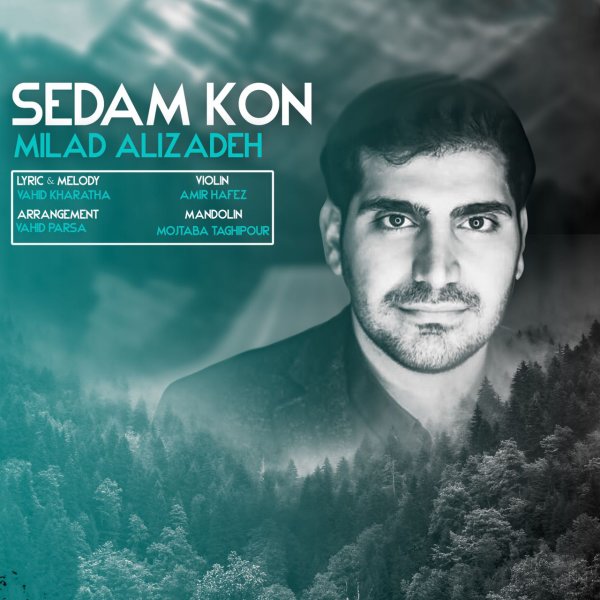 SEDAM KON
MILAD ALIZADEH
LYRIC & MELODY
VAHID KHARATHA
ARRANGEMENT
VAHID PARSA
VIOLIN
AMIR HAFEZ
MANDOLIN
MOJTABA TAGHIPOUR